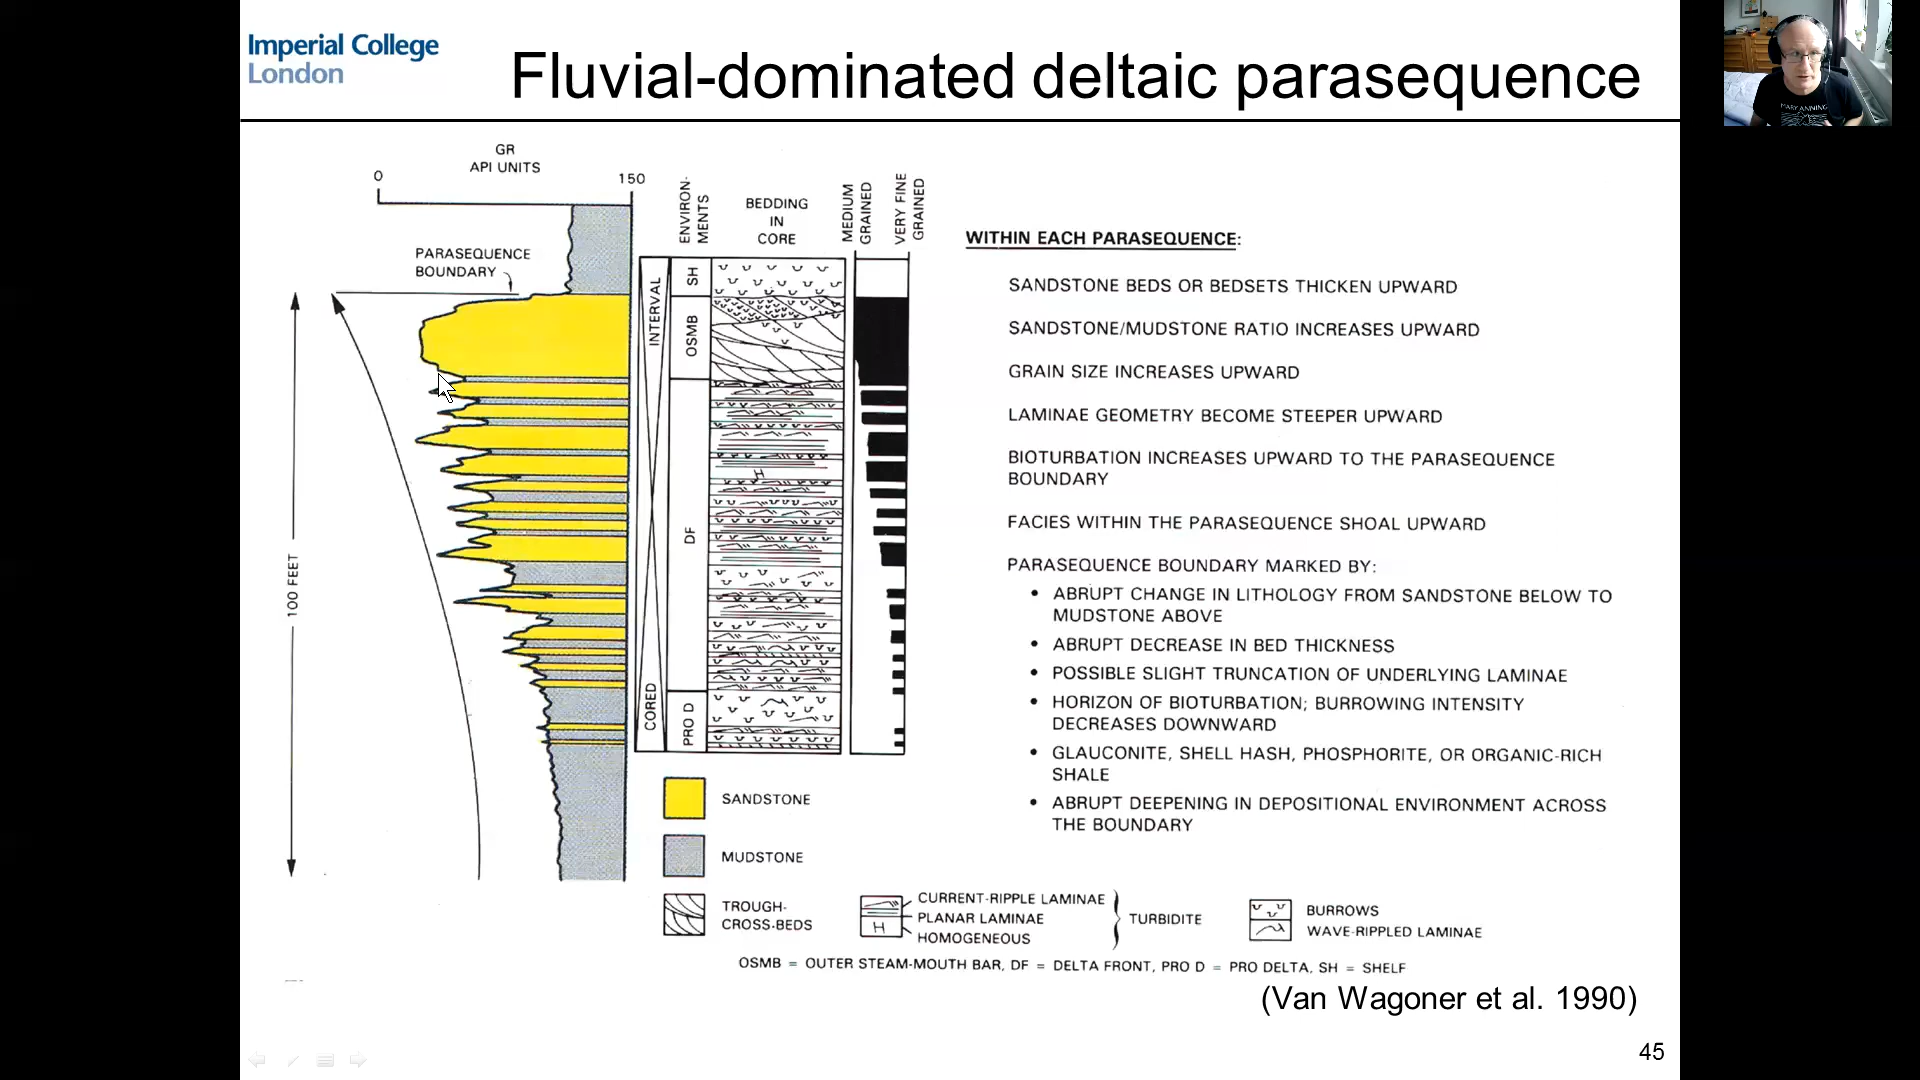 Imperial College
London
Fluvial-dominated deltaic parasequence
GR
API UNITS
0
150
PARASEQUENCE
BOUNDARY
100 FEET
ENVIRON-
MENTS
BEDDING
IN
CORE
MEDIUM
GRAINED
VERY FINE
GRAINED
CORED
INTERVAL
SH
OSMB
DF
PRO D
H
WITHIN EACH PARASEQUENCE:
SANDSTONE BEDS OR BEDSETS THICKEN UPWARD
SANDSTONE/MUDSTONE RATIO INCREASES UPWARD
GRAIN SIZE INCREASES UPWARD
LAMINAE GEOMETRY BECOME STEEPER UPWARD
BIOTURBATION INCREASES UPWARD TO THE PARASEQUENCE
BOUNDARY
FACIES WITHIN THE PARASEQUENCE SHOAL UPWARD
PARASEQUENCE BOUNDARY MARKED BY:
• ABRUPT CHANGE IN LITHOLOGY FROM SANDSTONE BELOW TO
MUDSTONE ABOVE
• ABRUPT DECREASE IN BED THICKNESS
• POSSIBLE SLIGHT TRUNCATION OF UNDERLYING LAMINAE
• HORIZON OF BIOTURBATION; BURROWING INTENSITY
DECREASES DOWNWARD
• GLAUCONITE, SHELL HASH, PHOSPHORITE, OR ORGANIC-RICH
SHALE
• ABRUPT DEEPENING IN DEPOSITIONAL ENVIRONMENT ACROSS
THE BOUNDARY
SANDSTONE
MUDSTONE
TROUGH-
CROSS-BEDS
CURRENT-RIPPLE LAMINAE
PLANAR LAMINAE
H
HOMOGENEOUS
TURBIDITE
BURROWS
WAVE-RIPPLED LAMINAE
OSMB = OUTER STEAM-MOUTH BAR, DF = DELTA FRONT, PRO D = PRO DELTA, SH = SHELF
(Van Wagoner et al. 1990)
45
MARY ANNING